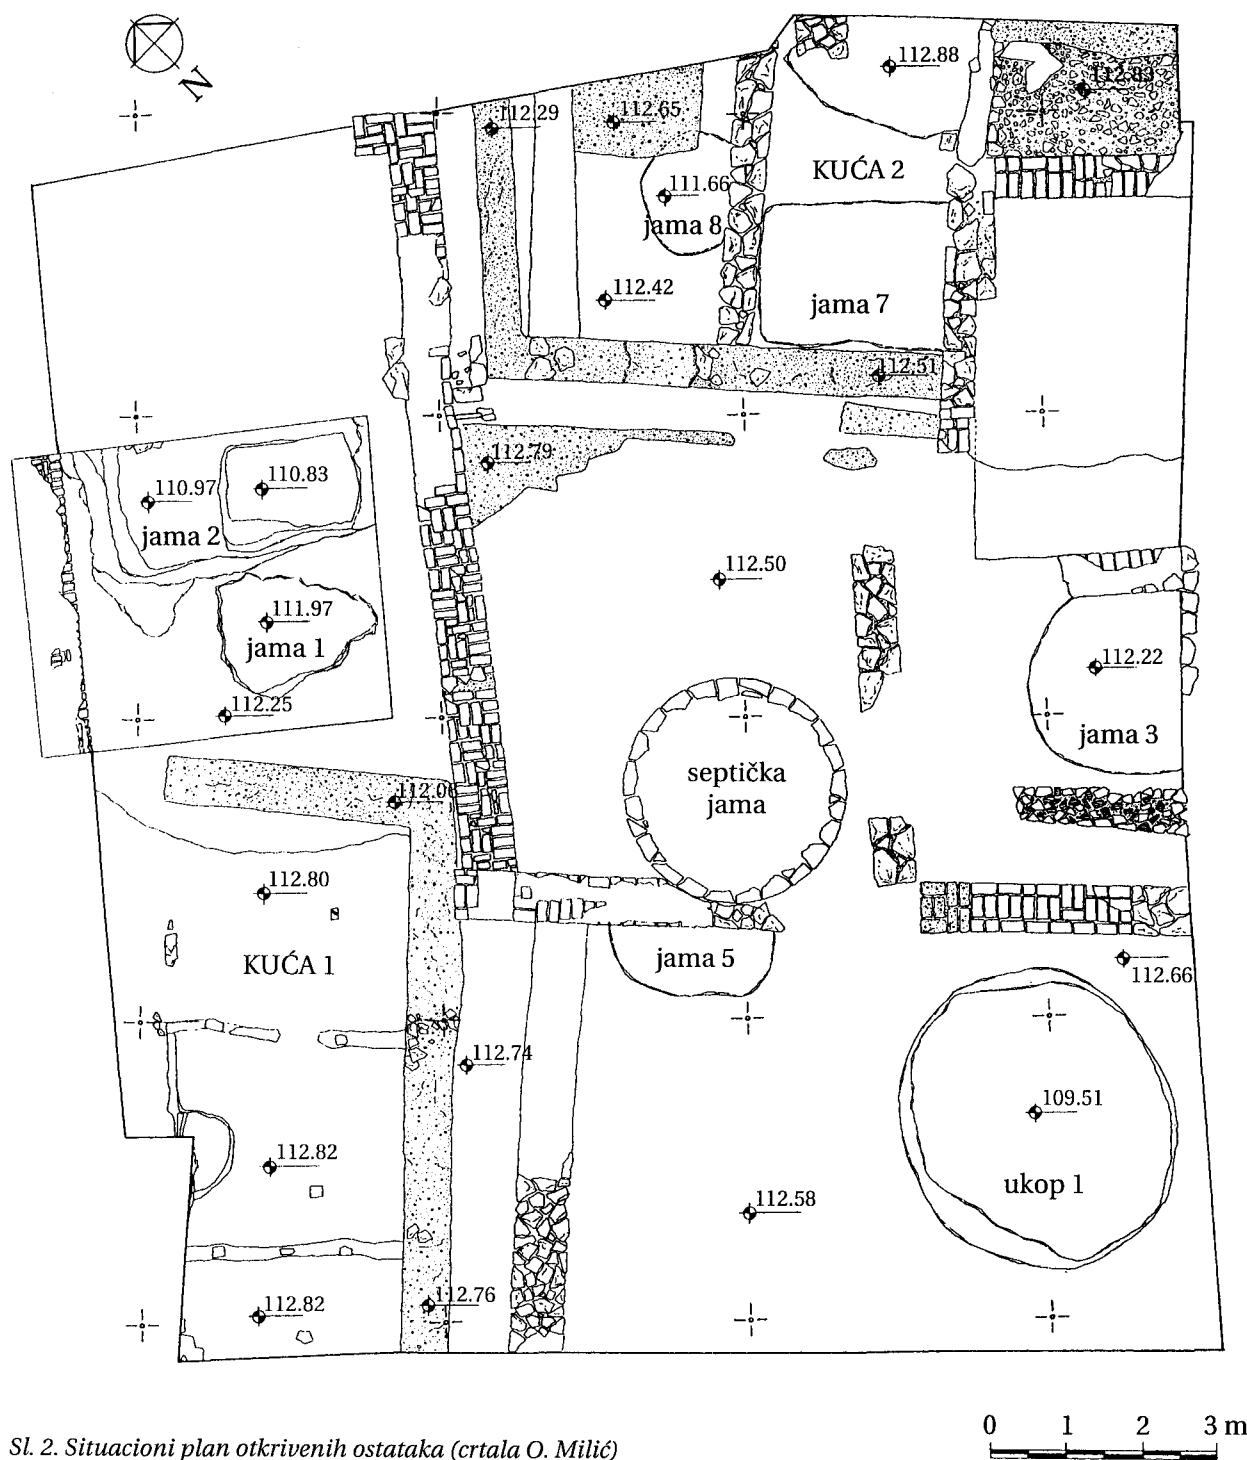 N
112.88
112.83
112.29
112.65
KUĆA 2
111.66
jama 8
112.42
jama 7
112.51
112.79
110.97
110.83
jama 2
112.50
111.97
jama 1
112.22
112.25
jama 3
septička
jama
112.06
112.80
KUĆA 1
jama 5
112.66
112.74
109.51
112.82
ukop 1
112.58
112.76
112.82
0 1 2 3 m
Sl. 2. Situacioni plan otkrivenih ostataka (crtala O. Milić)